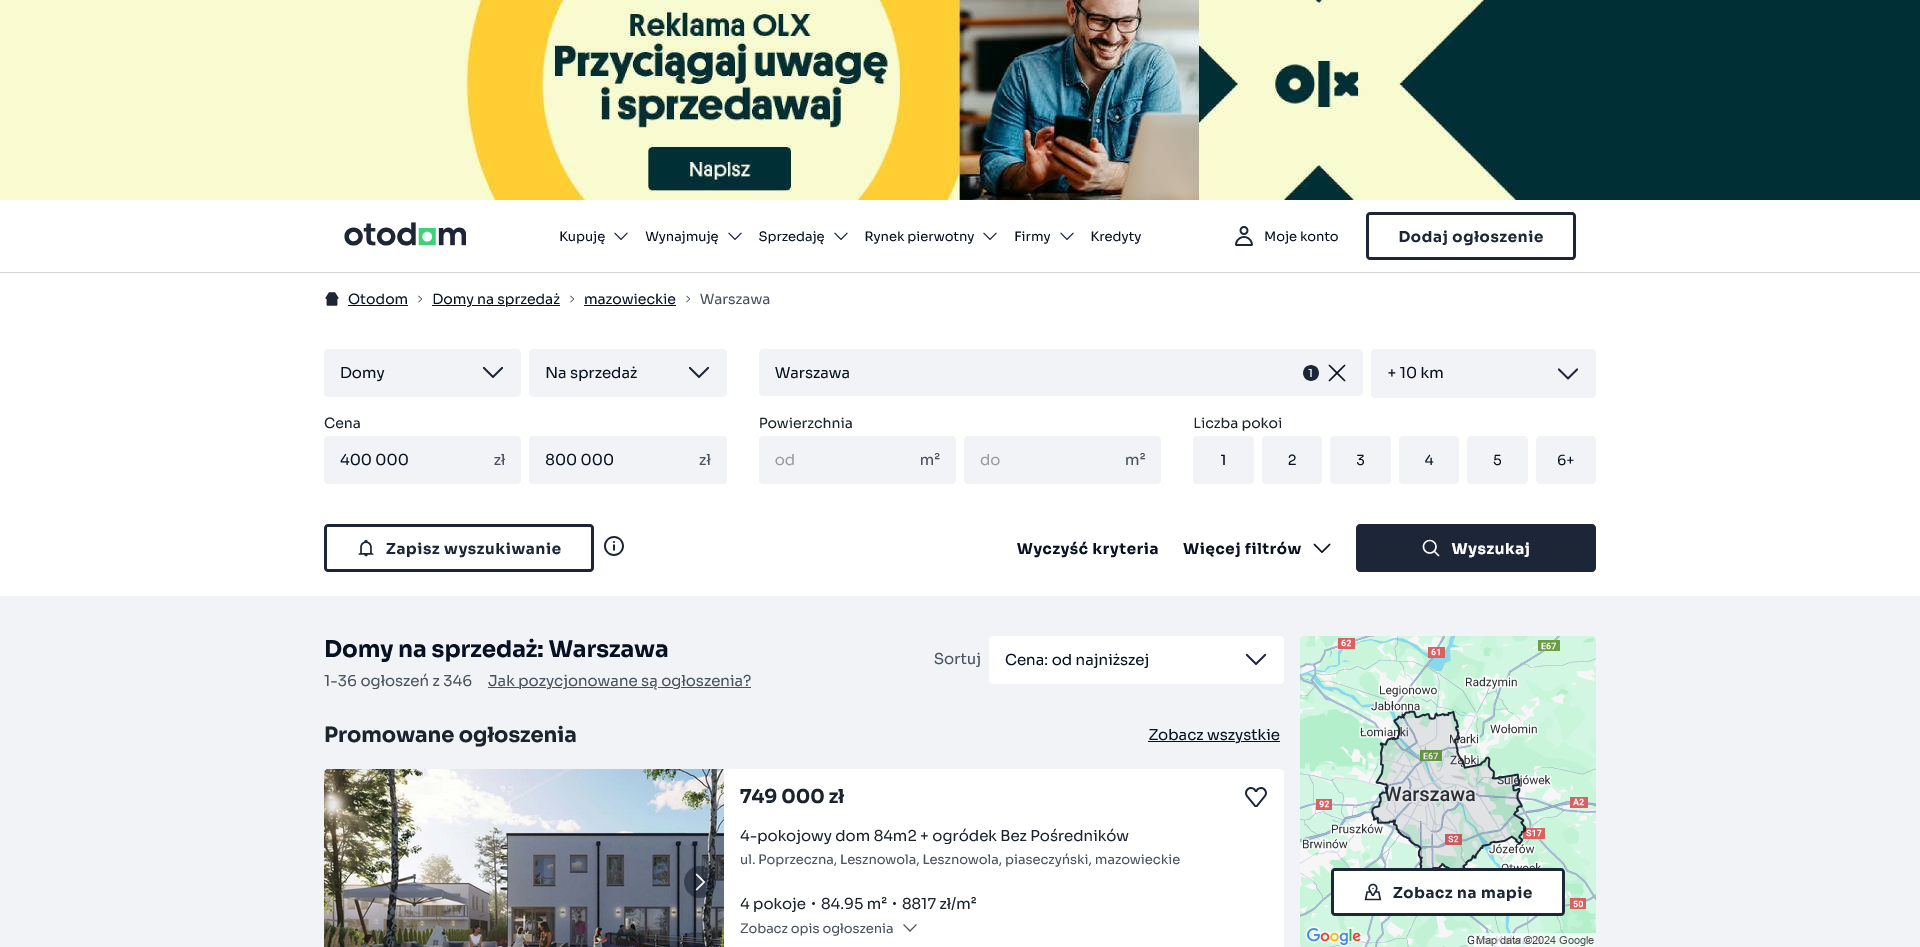 Reklama OLX
Przyciągaj uwagę
i sprzedawaj
Napisz
olx
otodom
Kupuję
Wynajmuję
Sprzedaję
Rynek pierwotny
Firmy
Kredyty
Moje konto
Dodaj ogłoszenie
Otodom > Domy na sprzedaż > mazowieckie > Warszawa
Domy
Na sprzedaż
Warszawa
1
+ 10 km
Cena
400 000 zł
800 000 zł
Powierzchnia
od m²
do m²
Liczba pokoi
1
2
3
4
5
6+
Zapisz wyszukiwanie
Wyczyść kryteria
Więcej filtrów
Wyszukaj
Domy na sprzedaż: Warszawa
1-36 ogłoszeń z 346
Jak pozycjonowane są ogłoszenia?
Sortuj
Cena: od najniższej
Promowane ogłoszenia
Zobacz wszystkie
749 000 zł
4-pokojowy dom 84m2 + ogródek Bez Pośredników
ul. Poprzeczna, Lesznowola, Lesznowola, piaseczyński, mazowieckie
4 pokoje • 84.95 m² • 8817 zł/m²
Zobacz opis ogłoszenia
62
61
E67
Radzymin
Legionowo
Jabłonna
Łomianki
Wołomin
Marki
E67
Ząbki
Sulejówek
Warszawa
92
A2
Pruszków
S17
S2
Brwinów
Józefów
Otwock
Zobacz na mapie
50
Google
Map data ©2024 Google